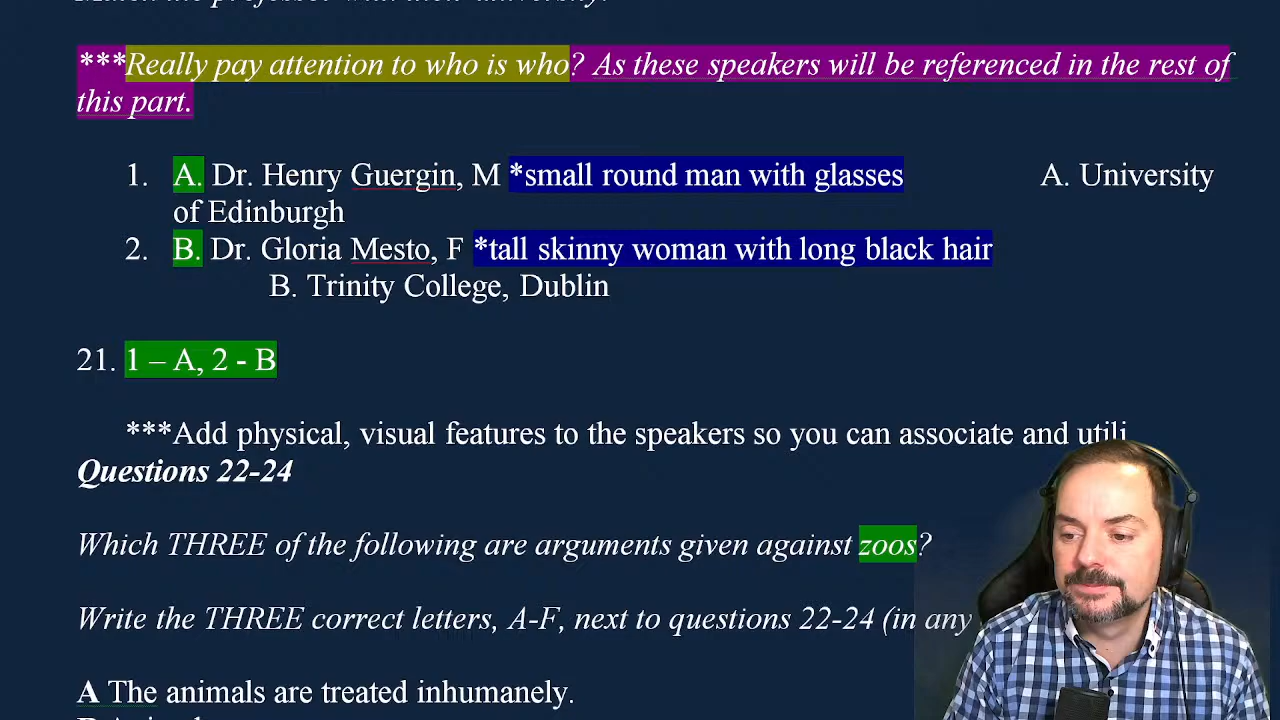 ***Really pay attention to who is who? As these speakers will be referenced in the rest of
this part.
1. A. Dr. Henry Guergin, M *small round man with glasses A. University
of Edinburgh
2. B. Dr. Gloria Mesto, F *tall skinny woman with long black hair
B. Trinity College, Dublin
21. 1 – A, 2 - B
***Add physical, visual features to the speakers so you can associate and utili
Questions 22-24
Which THREE of the following are arguments given against zoos?
Write the THREE correct letters, A-F, next to questions 22-24 (in any
A The animals are treated inhumanely.